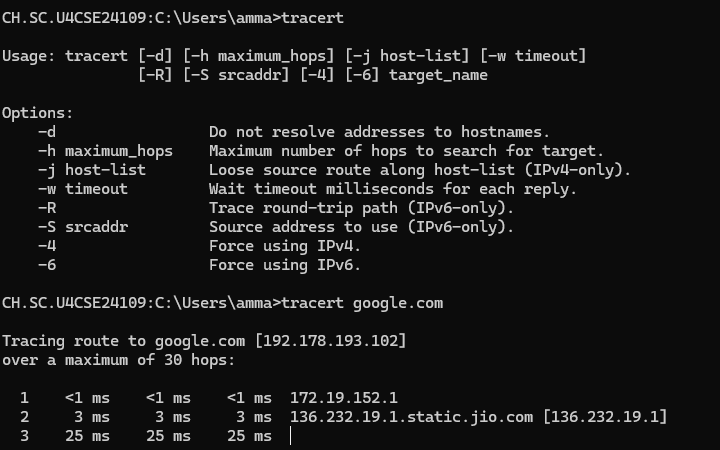 CH.SC.U4CSE24109:C:\Users\amma>tracert
Usage: tracert [-d] [-h maximum_hops] [-j host-list] [-w timeout]
[-R] [-S srcaddr] [-4] [-6] target_name
Options:
-d Do not resolve addresses to hostnames.
-h maximum_hops Maximum number of hops to search for target.
-j host-list Loose source route along host-list (IPv4-only).
-w timeout Wait timeout milliseconds for each reply.
-R Trace round-trip path (IPv6-only).
-S srcaddr Source address to use (IPv6-only).
-4 Force using IPv4.
-6 Force using IPv6.
CH.SC.U4CSE24109:C:\Users\amma>tracert google.com
Tracing route to google.com [192.178.193.102]
over a maximum of 30 hops:
1 <1 ms <1 ms <1 ms 172.19.152.1
2 3 ms 3 ms 3 ms 136.232.19.1.static.jio.com [136.232.19.1]
3 25 ms 25 ms 25 ms